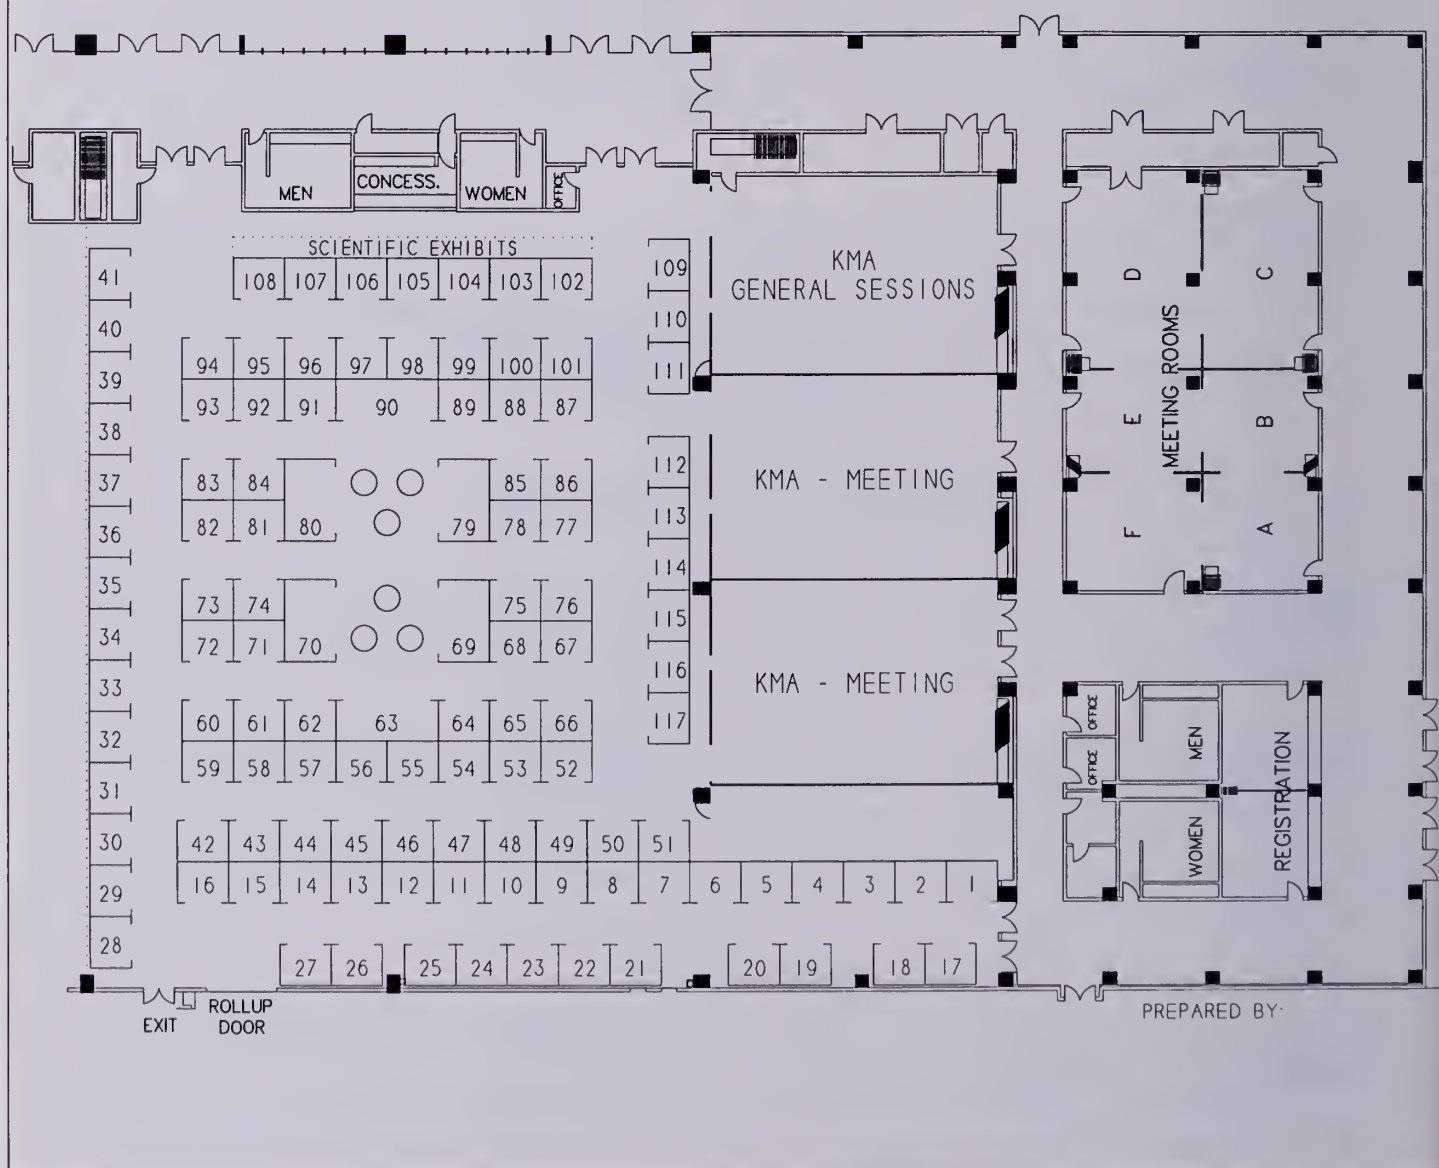 MEN
CONCESS.
WOMEN
OFFICE
SCIENTIFIC EXHIBITS
108 107 106 105 104 103 102
109
110
111
KMA
GENERAL SESSIONS
D
C
MEETING ROOMS
E
B
F
A
41
40
39
38
37
36
35
34
33
32
31
30
29
28
94 95 96 97 98 99 100 101
93 92 91 90 89 88 87
83 84 85 86
82 81 80 79 78 77
73 74 75 76
72 71 70 69 68 67
60 61 62 63 64 65 66
59 58 57 56 55 54 53 52
112
113
114
115
116
117
KMA - MEETING
KMA - MEETING
42 43 44 45 46 47 48 49 50 51
16 15 14 13 12 11 10 9 8 7 6 5 4 3 2 1
27 26 25 24 23 22 21 20 19 18 17
OFFICE
OFFICE
MEN
WOMEN
REGISTRATION
EXIT
ROLLUP
DOOR
PREPARED BY: